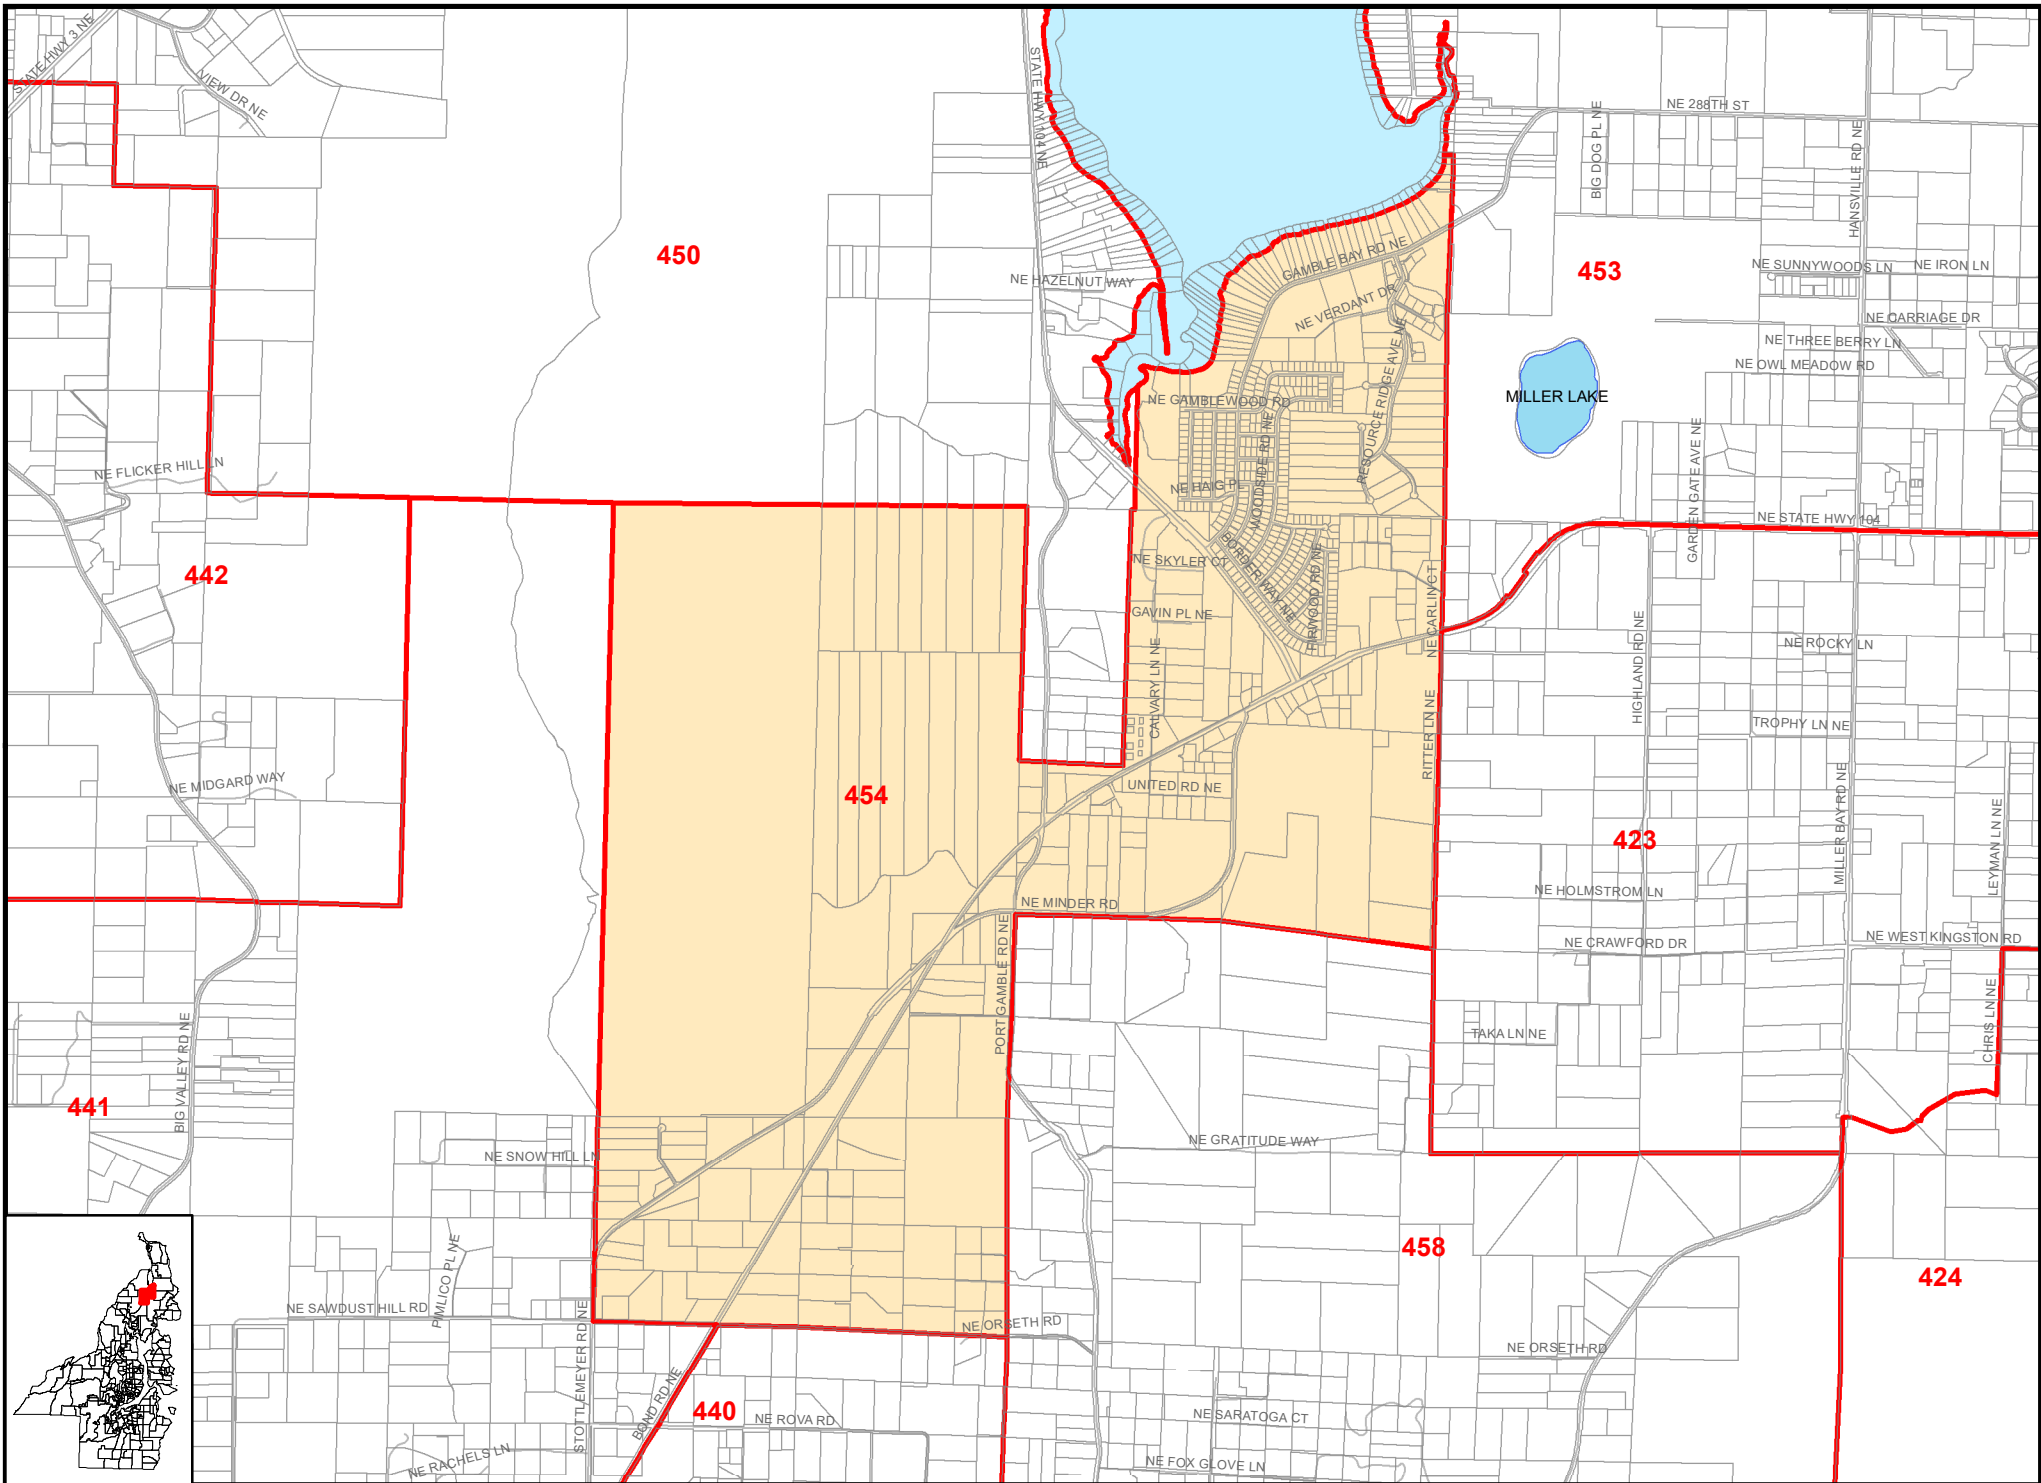 STATE HWY 3 NE
VIEW DR NE
STATE HWY 104 NE
NE 288TH ST
BIG DOG PL NE
HANSVILLE RD NE
450
453
GAMBLE BAY RD NE
NE HAZELNUT WAY
NE SUNNYWOODS LN
NE IRON LN
NE VERDANT DR
NE CARRIAGE DR
NE THREE BERRY LN
NE OWL MEADOW RD
RESOURCE RIDGE AVE NE
MILLER LAKE
NE GAMBLEWOOD RD
WOODSIDE RD NE
GARDEN GATE AVE NE
NE FLICKER HILL LN
NE HAIG PL
NE STATE HWY 104
442
NE SKYLER CT
BORDER WAY NE
FIRWOOD RD NE
NE CARLIN CT
GAVIN PL NE
HIGHLAND RD NE
NE ROCKY LN
CALVARY LN NE
RITTER LN NE
TROPHY LN NE
NE MIDGARD WAY
454
UNITED RD NE
MILLER BAY RD NE
LEYMAN LN NE
423
NE HOLMSTROM LN
NE MINDER RD
PORT GAMBLE RD NE
NE CRAWFORD DR
NE WEST KINGSTON RD
TAKA LN NE
CHRIS LN NE
BIG VALLEY RD NE
441
NE SNOW HILL LN
NE GRATITUDE WAY
458
424
PIMLICO PL NE
NE SAWDUST HILL RD
STOTTLEMEYER RD NE
NE ORSETH RD
NE ORSETH RD
BOND RD NE
440
NE ROVA RD
NE SARATOGA CT
NE RACHELS LN
NE FOX GLOVE LN